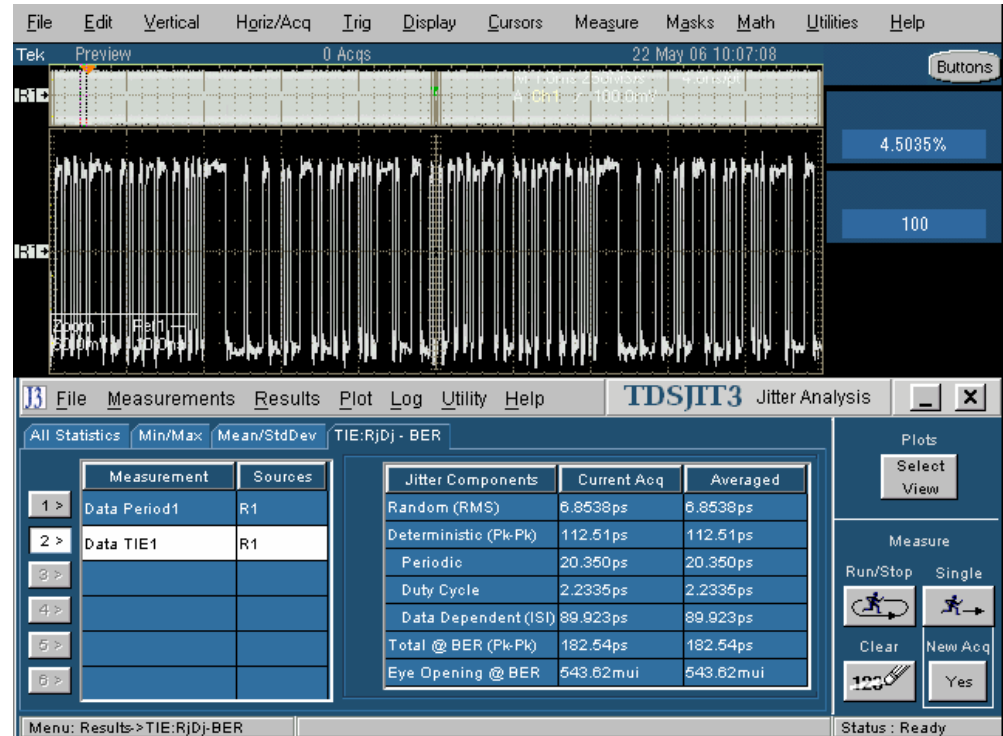 File Edit Vertical Horiz/Acq Trig Display Cursors Measure Masks Math Utilities Help
Tek Preview 0 Acqs 22 May 06 10:07:08
Buttons
R1
4.5035%
100
R1
J3 File Measurements Results Plot Log Utility Help TDSJIT3 Jitter Analysis
All Statistics Min/Max Mean/StdDev TIE:RjDj - BER
Plots
Select
View
Measurement Sources
1 > Data Period1 R1
2 > Data TIE1 R1
3 >
4 >
5 >
6 >
Jitter Components Current Acq Averaged
Random (RMS) 6.8538ps 6.8538ps
Deterministic (Pk-Pk) 112.51ps 112.51ps
Periodic 20.350ps 20.350ps
Duty Cycle 2.2335ps 2.2335ps
Data Dependent (ISI) 89.923ps 89.923ps
Total @ BER (Pk-Pk) 182.54ps 182.54ps
Eye Opening @ BER 543.62mui 543.62mui
Measure
Run/Stop Single
Clear New Acq
123 Yes
Menu: Results->TIE:RjDj-BER Status : Ready